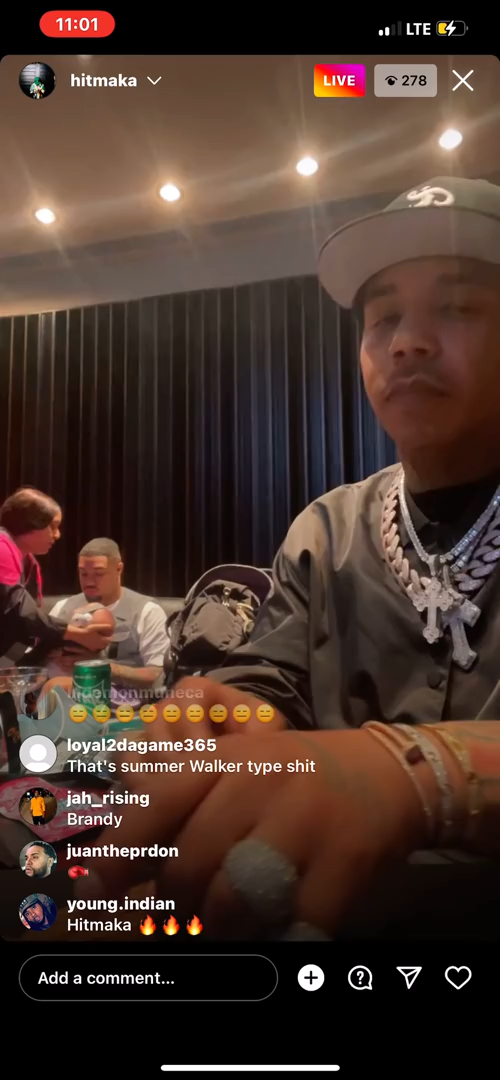 11:01
LTE
hitmaka
LIVE
278
loyal2dagame365
That's summer Walker type shit
jah_rising
Brandy
juantheprdon
young.indian
Hitmaka 🔥🔥🔥
Add a comment...